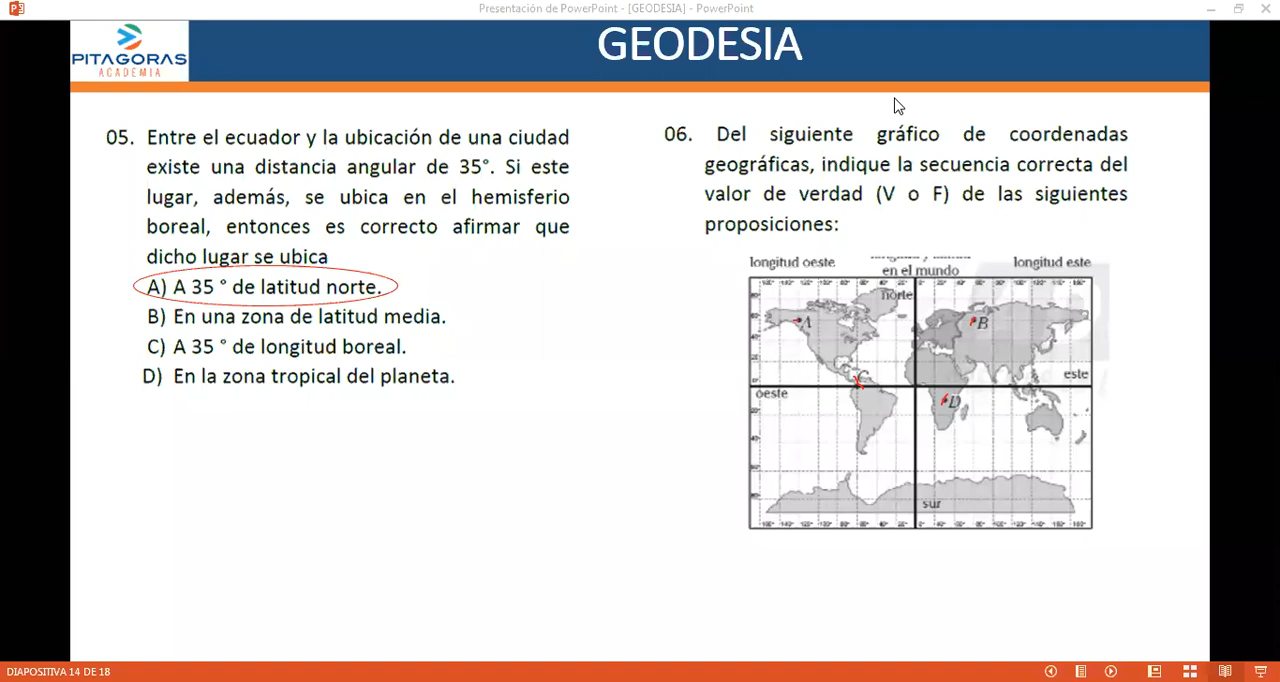 Presentación de PowerPoint - [GEODESIA] - PowerPoint
PITAGORAS
ACADEMIA
GEODESIA
05. Entre el ecuador y la ubicación de una ciudad
existe una distancia angular de 35°. Si este
lugar, además, se ubica en el hemisferio
boreal, entonces es correcto afirmar que
dicho lugar se ubica
A) A 35 ° de latitud norte.
B) En una zona de latitud media.
C) A 35 ° de longitud boreal.
D) En la zona tropical del planeta.
06. Del siguiente gráfico de coordenadas
geográficas, indique la secuencia correcta del
valor de verdad (V o F) de las siguientes
proposiciones:
longitud oeste
en el mundo
longitud este
norte
A
B
C
este
oeste
D
sur
DIAPOSITIVA 14 DE 18